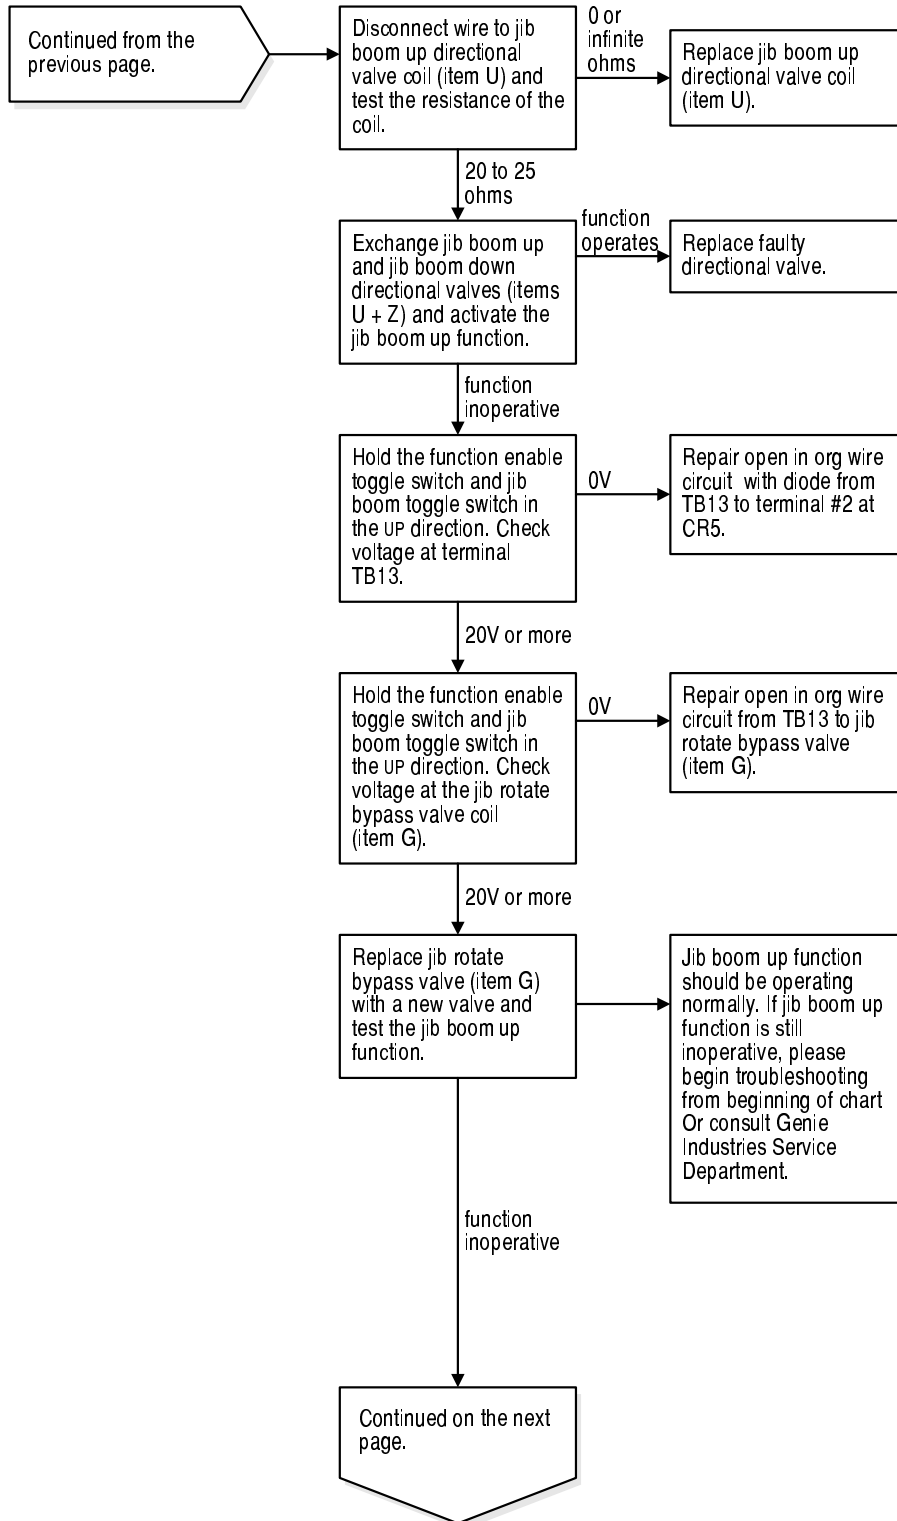 Continued from the
previous page.
Disconnect wire to jib
boom up directional
valve coil (item U) and
test the resistance of the
coil.
0 or
infinite
ohms
Replace jib boom up
directional valve coil
(item U).
20 to 25
ohms
Exchange jib boom up
and jib boom down
directional valves (items
U + Z) and activate the
jib boom up function.
function
operates
Replace faulty
directional valve.
function
inoperative
Hold the function enable
toggle switch and jib
boom toggle switch in
the UP direction. Check
voltage at terminal
TB13.
0V
Repair open in org wire
circuit with diode from
TB13 to terminal #2 at
CR5.
20V or more
Hold the function enable
toggle switch and jib
boom toggle switch in
the UP direction. Check
voltage at the jib rotate
bypass valve coil
(item G).
0V
Repair open in org wire
circuit from TB13 to jib
rotate bypass valve
(item G).
20V or more
Replace jib rotate
bypass valve (item G)
with a new valve and
test the jib boom up
function.
Jib boom up function
should be operating
normally. If jib boom up
function is still
inoperative, please
begin troubleshooting
from beginning of chart
Or consult Genie
Industries Service
Department.
function
inoperative
Continued on the next
page.